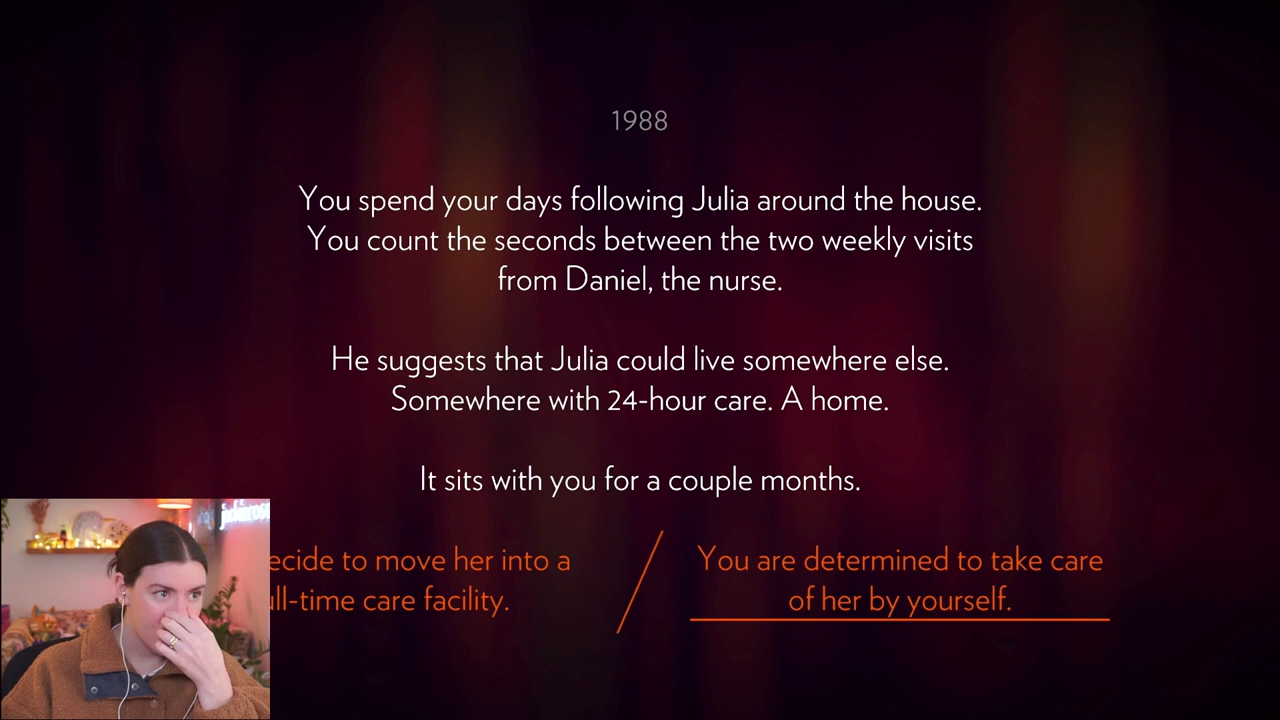 1988
You spend your days following Julia around the house.
You count the seconds between the two weekly visits
from Daniel, the nurse.
He suggests that Julia could live somewhere else.
Somewhere with 24-hour care. A home.
It sits with you for a couple months.
ecide to move her into a
ll-time care facility.
You are determined to take care
of her by yourself.